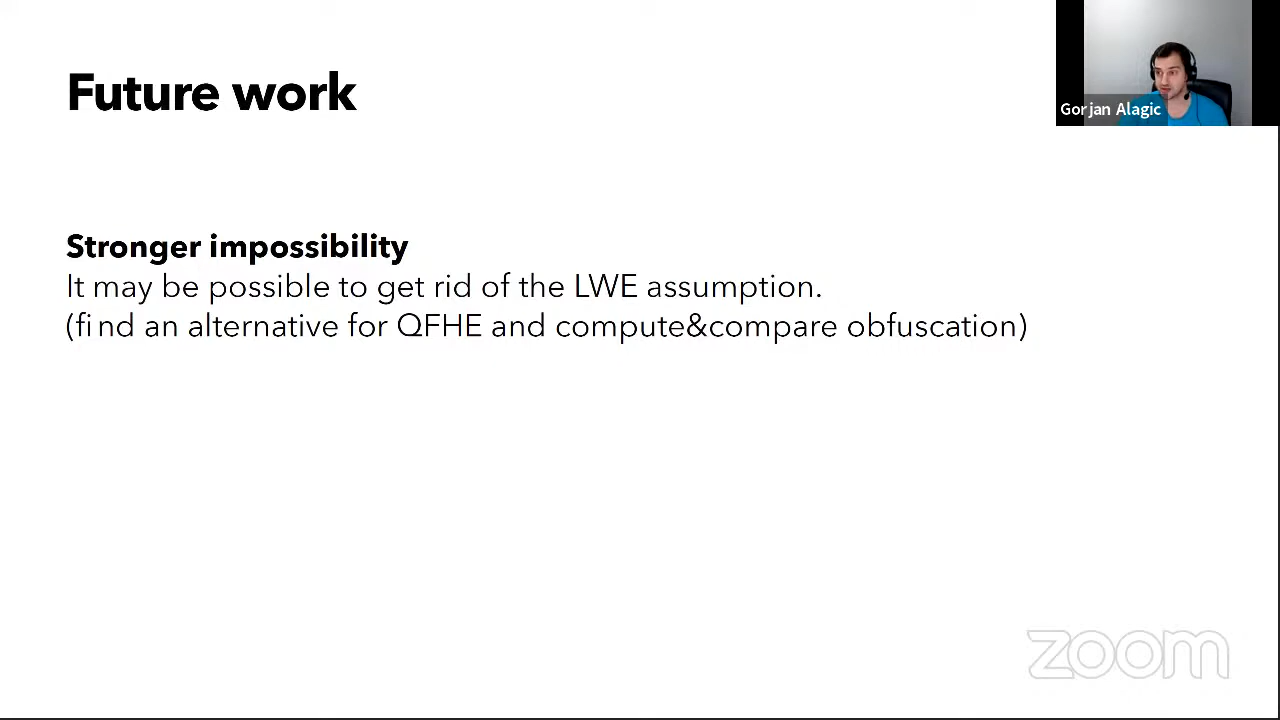 Future work
Gorjan Alagic
Stronger impossibility
It may be possible to get rid of the LWE assumption.
(find an alternative for QFHE and compute&compare obfuscation)
zoom